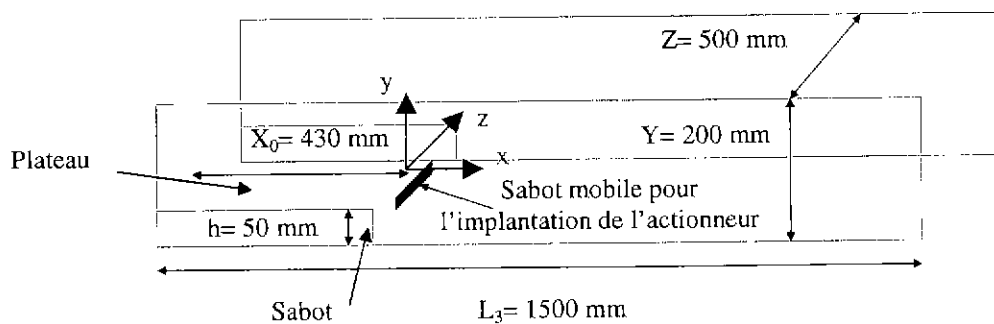 Z= 500 mm
y
z
X₀= 430 mm
Y= 200 mm
Plateau
x
Sabot mobile pour
l'implantation de l'actionneur
h= 50 mm
Sabot
L₃= 1500 mm